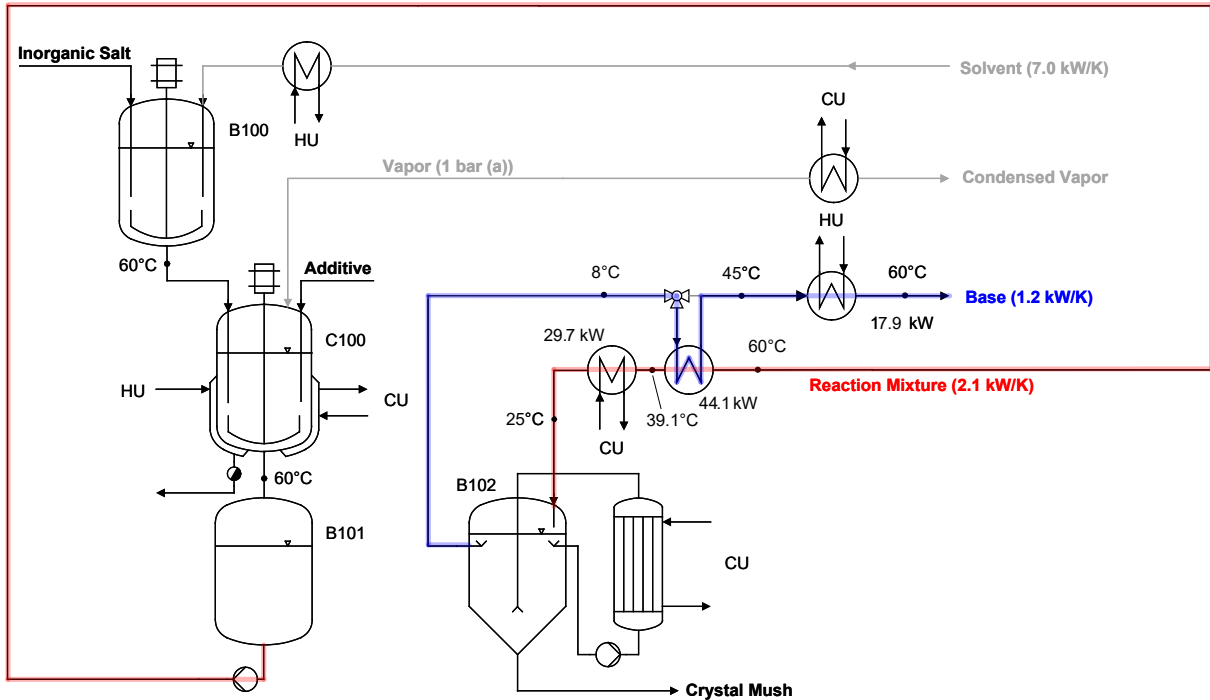 Inorganic Salt
Solvent (7.0 kW/K)
CU
B100
HU
Vapor (1 bar (a))
Condensed Vapor
HU
60°C
Additive
8°C
45°C
60°C
Base (1.2 kW/K)
17.9 kW
29.7 kW
C100
60°C
Reaction Mixture (2.1 kW/K)
HU
CU
44.1 kW
25°C
39.1°C
CU
60°C
B102
B101
CU
Crystal Mush